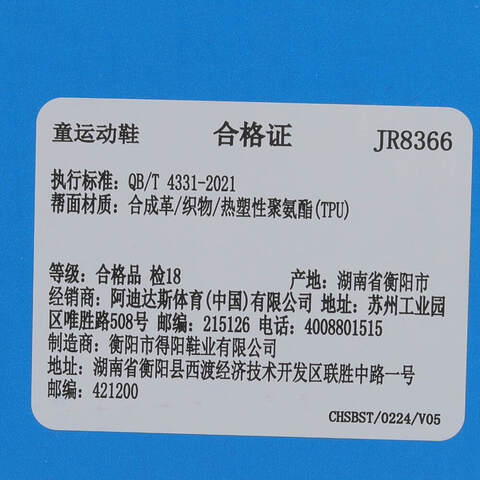 童运动鞋 合格证 JR8366
执行标准: QB/T 4331-2021
帮面材质: 合成革/织物/热塑性聚氨酯(TPU)
等级: 合格品 检18 产地: 湖南省衡阳市
经销商: 阿迪达斯体育(中国)有限公司 地址: 苏州工业园
区唯胜路508号 邮编: 215126 电话: 4008801515
制造商: 衡阳市得阳鞋业有限公司
地址: 湖南省衡阳县西渡经济技术开发区联胜中路一号
邮编: 421200
CHSBST/0224/V05